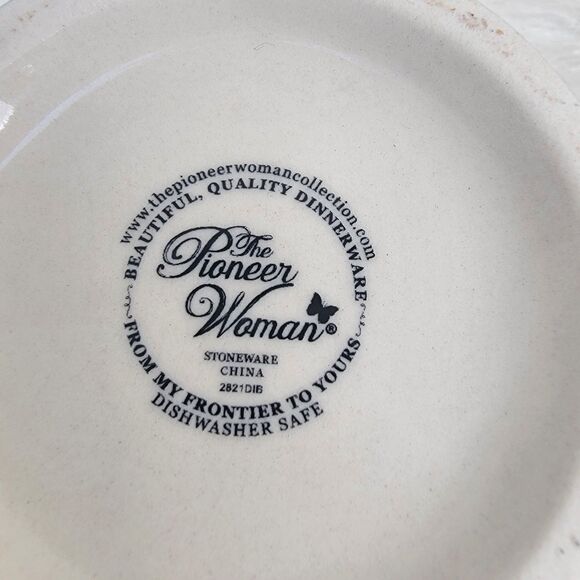 www.thepioneerwomancollection.com
BEAUTIFUL, QUALITY DINNERWARE
The
Pioneer
Woman®
STONEWARE
CHINA
2821DIB
FROM MY FRONTIER TO YOURS
DISHWASHER SAFE